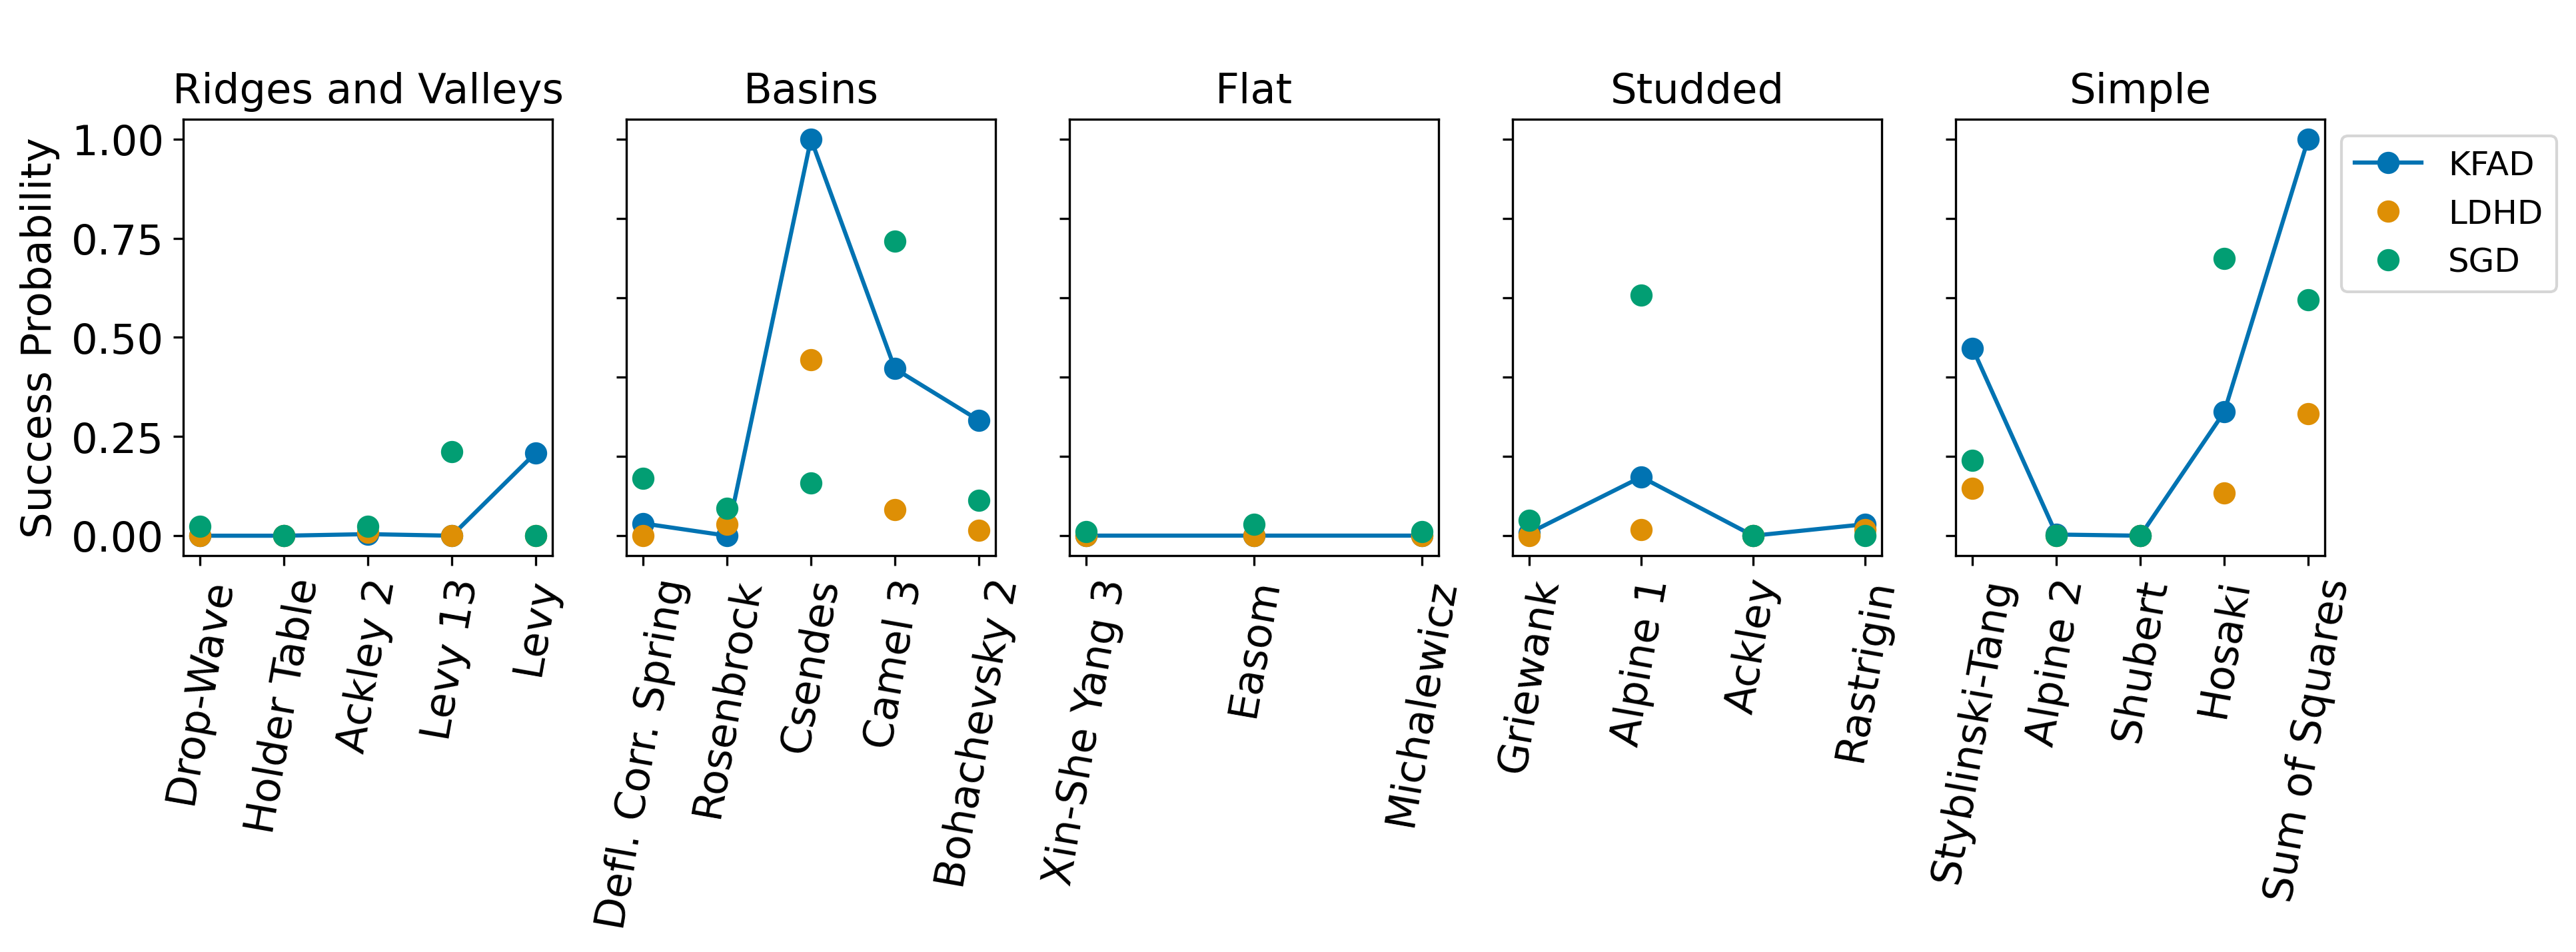 Ridges and Valleys
Basins
Flat
Studded
Simple
Success Probability
1.00
0.75
0.50
0.25
0.00
KFAD
LDHD
SGD
Drop-Wave
Holder Table
Ackley 2
Levy 13
Levy
Defl. Corr. Spring
Rosenbrock
Csendes
Camel 3
Bohachevsky 2
Xin-She Yang 3
Easom
Michalewicz
Griewank
Alpine 1
Ackley
Rastrigin
Styblinski-Tang
Alpine 2
Shubert
Hosaki
Sum of Squares